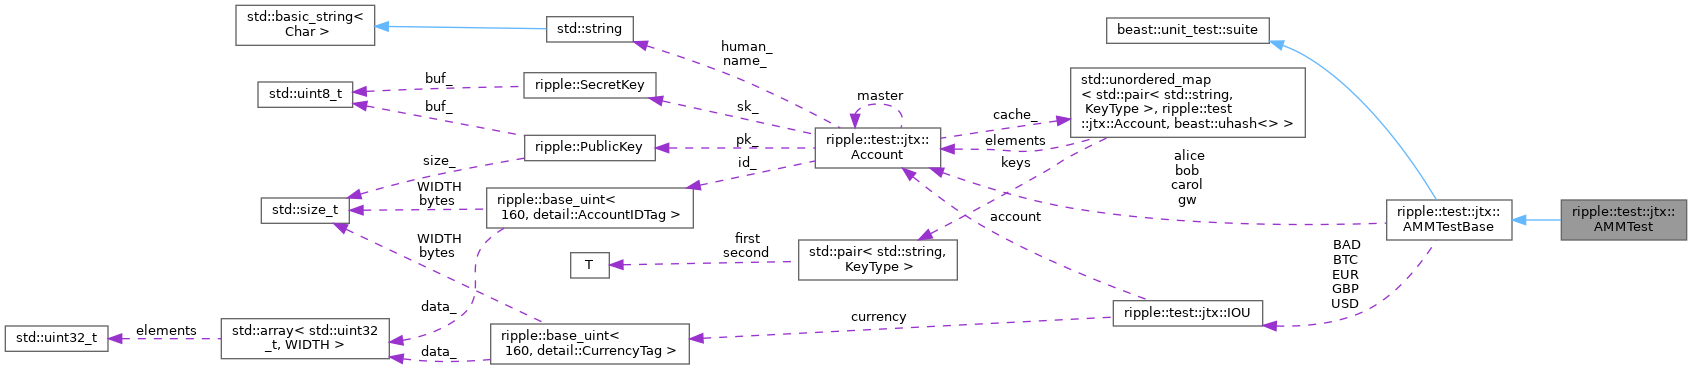 std::basic_string<
Char >
std::string
beast::unit_test::suite
human_
name_
std::unordered_map
< std::pair< std::string,
KeyType >, ripple::test
::jtx::Account, beast::uhash<> >
buf_
ripple::SecretKey
std::uint8_t
master
sk_
buf_
cache_
ripple::PublicKey
pk_
ripple::test::jtx::
Account
elements
size_
id_
keys
alice
bob
carol
gw
WIDTH
bytes
ripple::base_uint<
160, detail::AccountIDTag >
std::size_t
account
ripple::test::jtx::
AMMTestBase
ripple::test::jtx::
AMMTest
WIDTH
bytes
first
second
T
std::pair< std::string,
KeyType >
BAD
BTC
EUR
GBP
USD
data_
currency
ripple::test::jtx::IOU
std::uint32_t
elements
std::array< std::uint32
_t, WIDTH >
data_
ripple::base_uint<
160, detail::CurrencyTag >